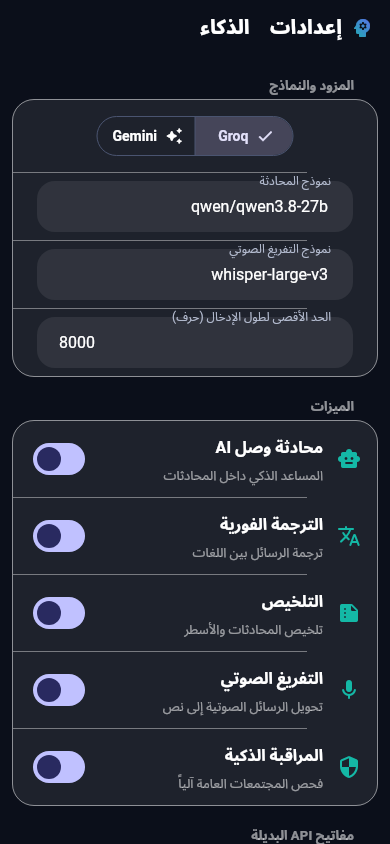 إعدادات الذكاء
المزود والنماذج
Groq
Gemini
نموذج المحادثة
qwen/qwen3.8-27b
نموذج التفريغ الصوتي
whisper-large-v3
الحد الأقصى لطول الإدخال (حرف)
8000
الميزات
محادثة وصل AI
المساعد الذكي داخل المحادثات
الترجمة الفورية
ترجمة الرسائل بين اللغات
التلخيص
تلخيص المحادثات والأسطر
التفريغ الصوتي
تحويل الرسائل الصوتية إلى نص
المراقبة الذكية
فحص المجتمعات العامة آلياً
مفاتيح API البديلة